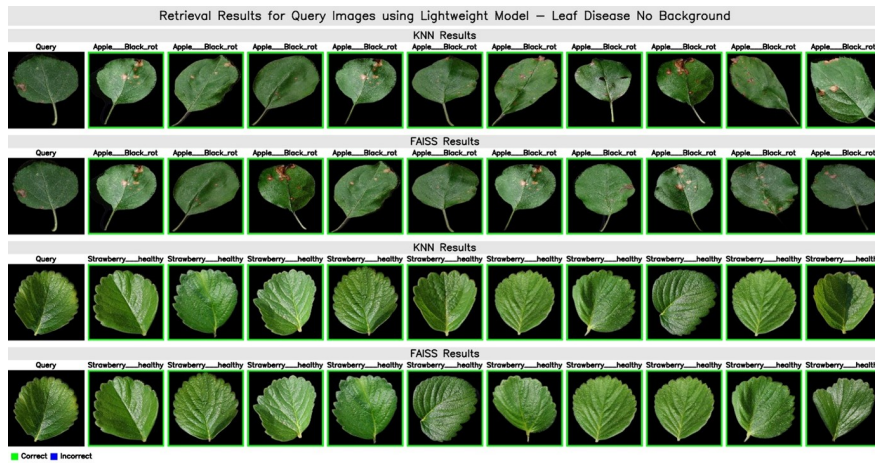 Retrieval Results for Query Images using Lightweight Model - Leaf Disease No Background
KNN Results
Query Apple___Black_rot Apple___Black_rot Apple___Black_rot Apple___Black_rot Apple___Black_rot Apple___Black_rot Apple___Black_rot Apple___Black_rot Apple___Black_rot Apple___Black_rot
FAISS Results
Query Apple___Black_rot Apple___Black_rot Apple___Black_rot Apple___Black_rot Apple___Black_rot Apple___Black_rot Apple___Black_rot Apple___Black_rot Apple___Black_rot Apple___Black_rot
KNN Results
Query Strawberry___healthy Strawberry___healthy Strawberry___healthy Strawberry___healthy Strawberry___healthy Strawberry___healthy Strawberry___healthy Strawberry___healthy Strawberry___healthy Strawberry___healthy
FAISS Results
Query Strawberry___healthy Strawberry___healthy Strawberry___healthy Strawberry___healthy Strawberry___healthy Strawberry___healthy Strawberry___healthy Strawberry___healthy Strawberry___healthy Strawberry___healthy
Correct Incorrect